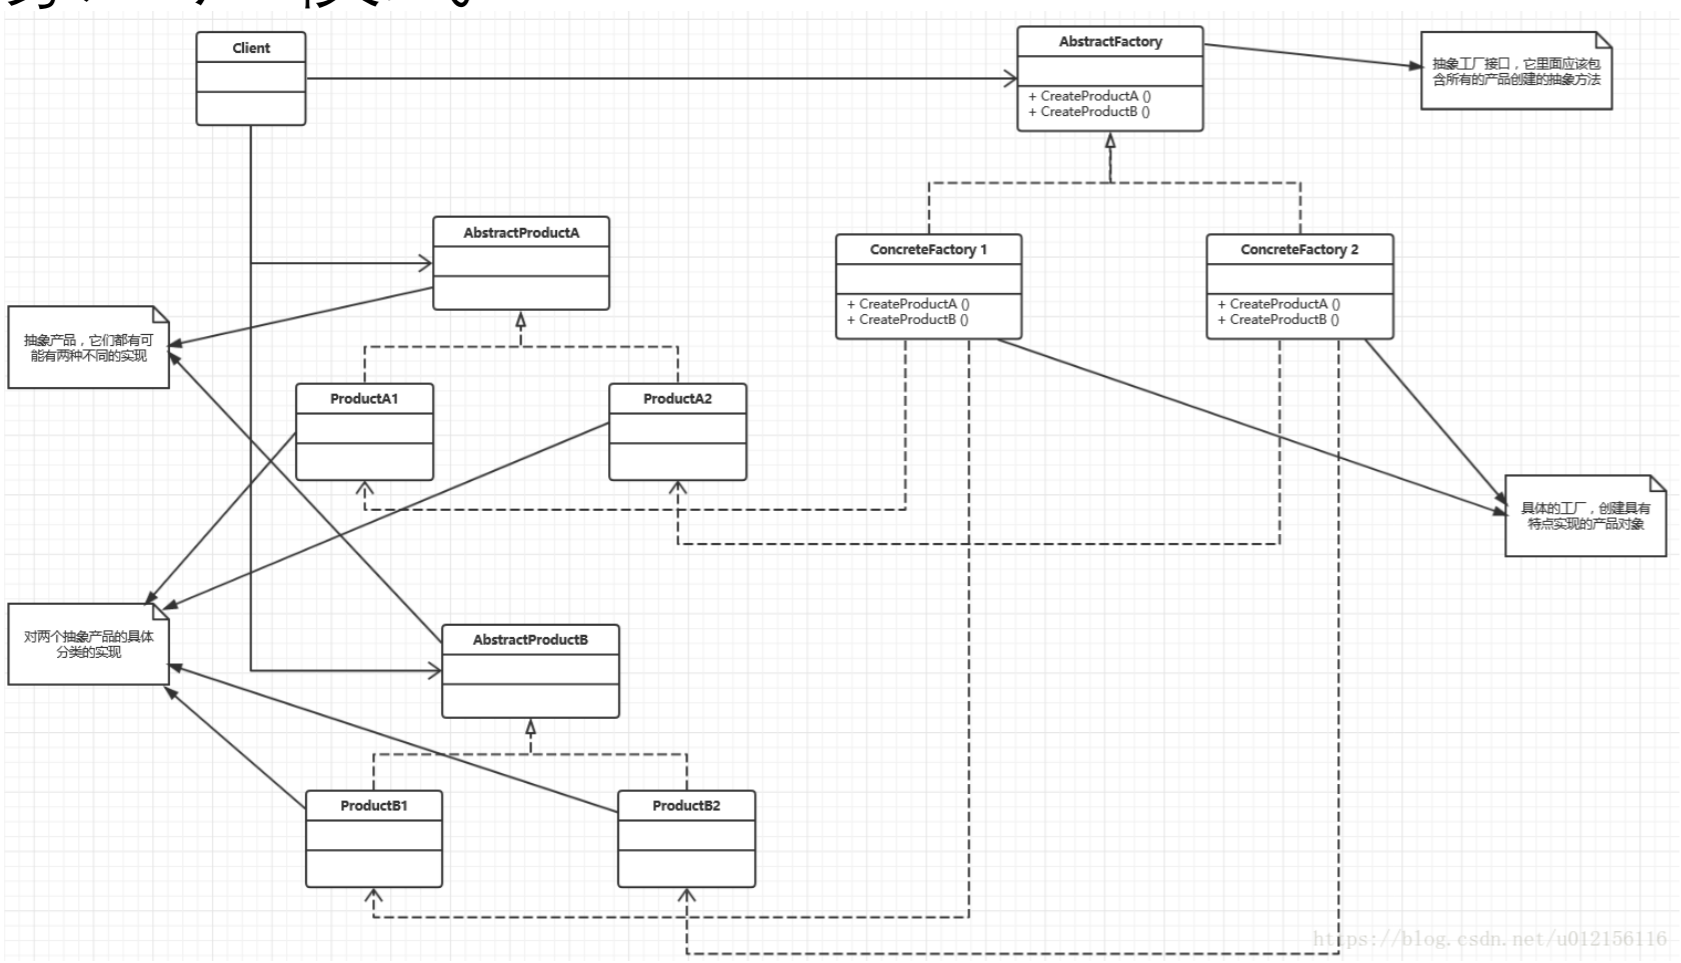 Client
AbstractFactory
+ CreateProductA ()
+ CreateProductB ()
抽象工厂接口，它里面应该包
含所有的产品创建的抽象方法
AbstractProductA
ConcreteFactory 1
+ CreateProductA ()
+ CreateProductB ()
ConcreteFactory 2
+ CreateProductA ()
+ CreateProductB ()
抽象产品，它们都有可
能有两种不同的实现
ProductA1
ProductA2
具体的工厂，创建具有
特点实现的产品对象
对两个抽象产品的具体
分类的实现
AbstractProductB
ProductB1
ProductB2
https://blog.csdn.net/u012156116